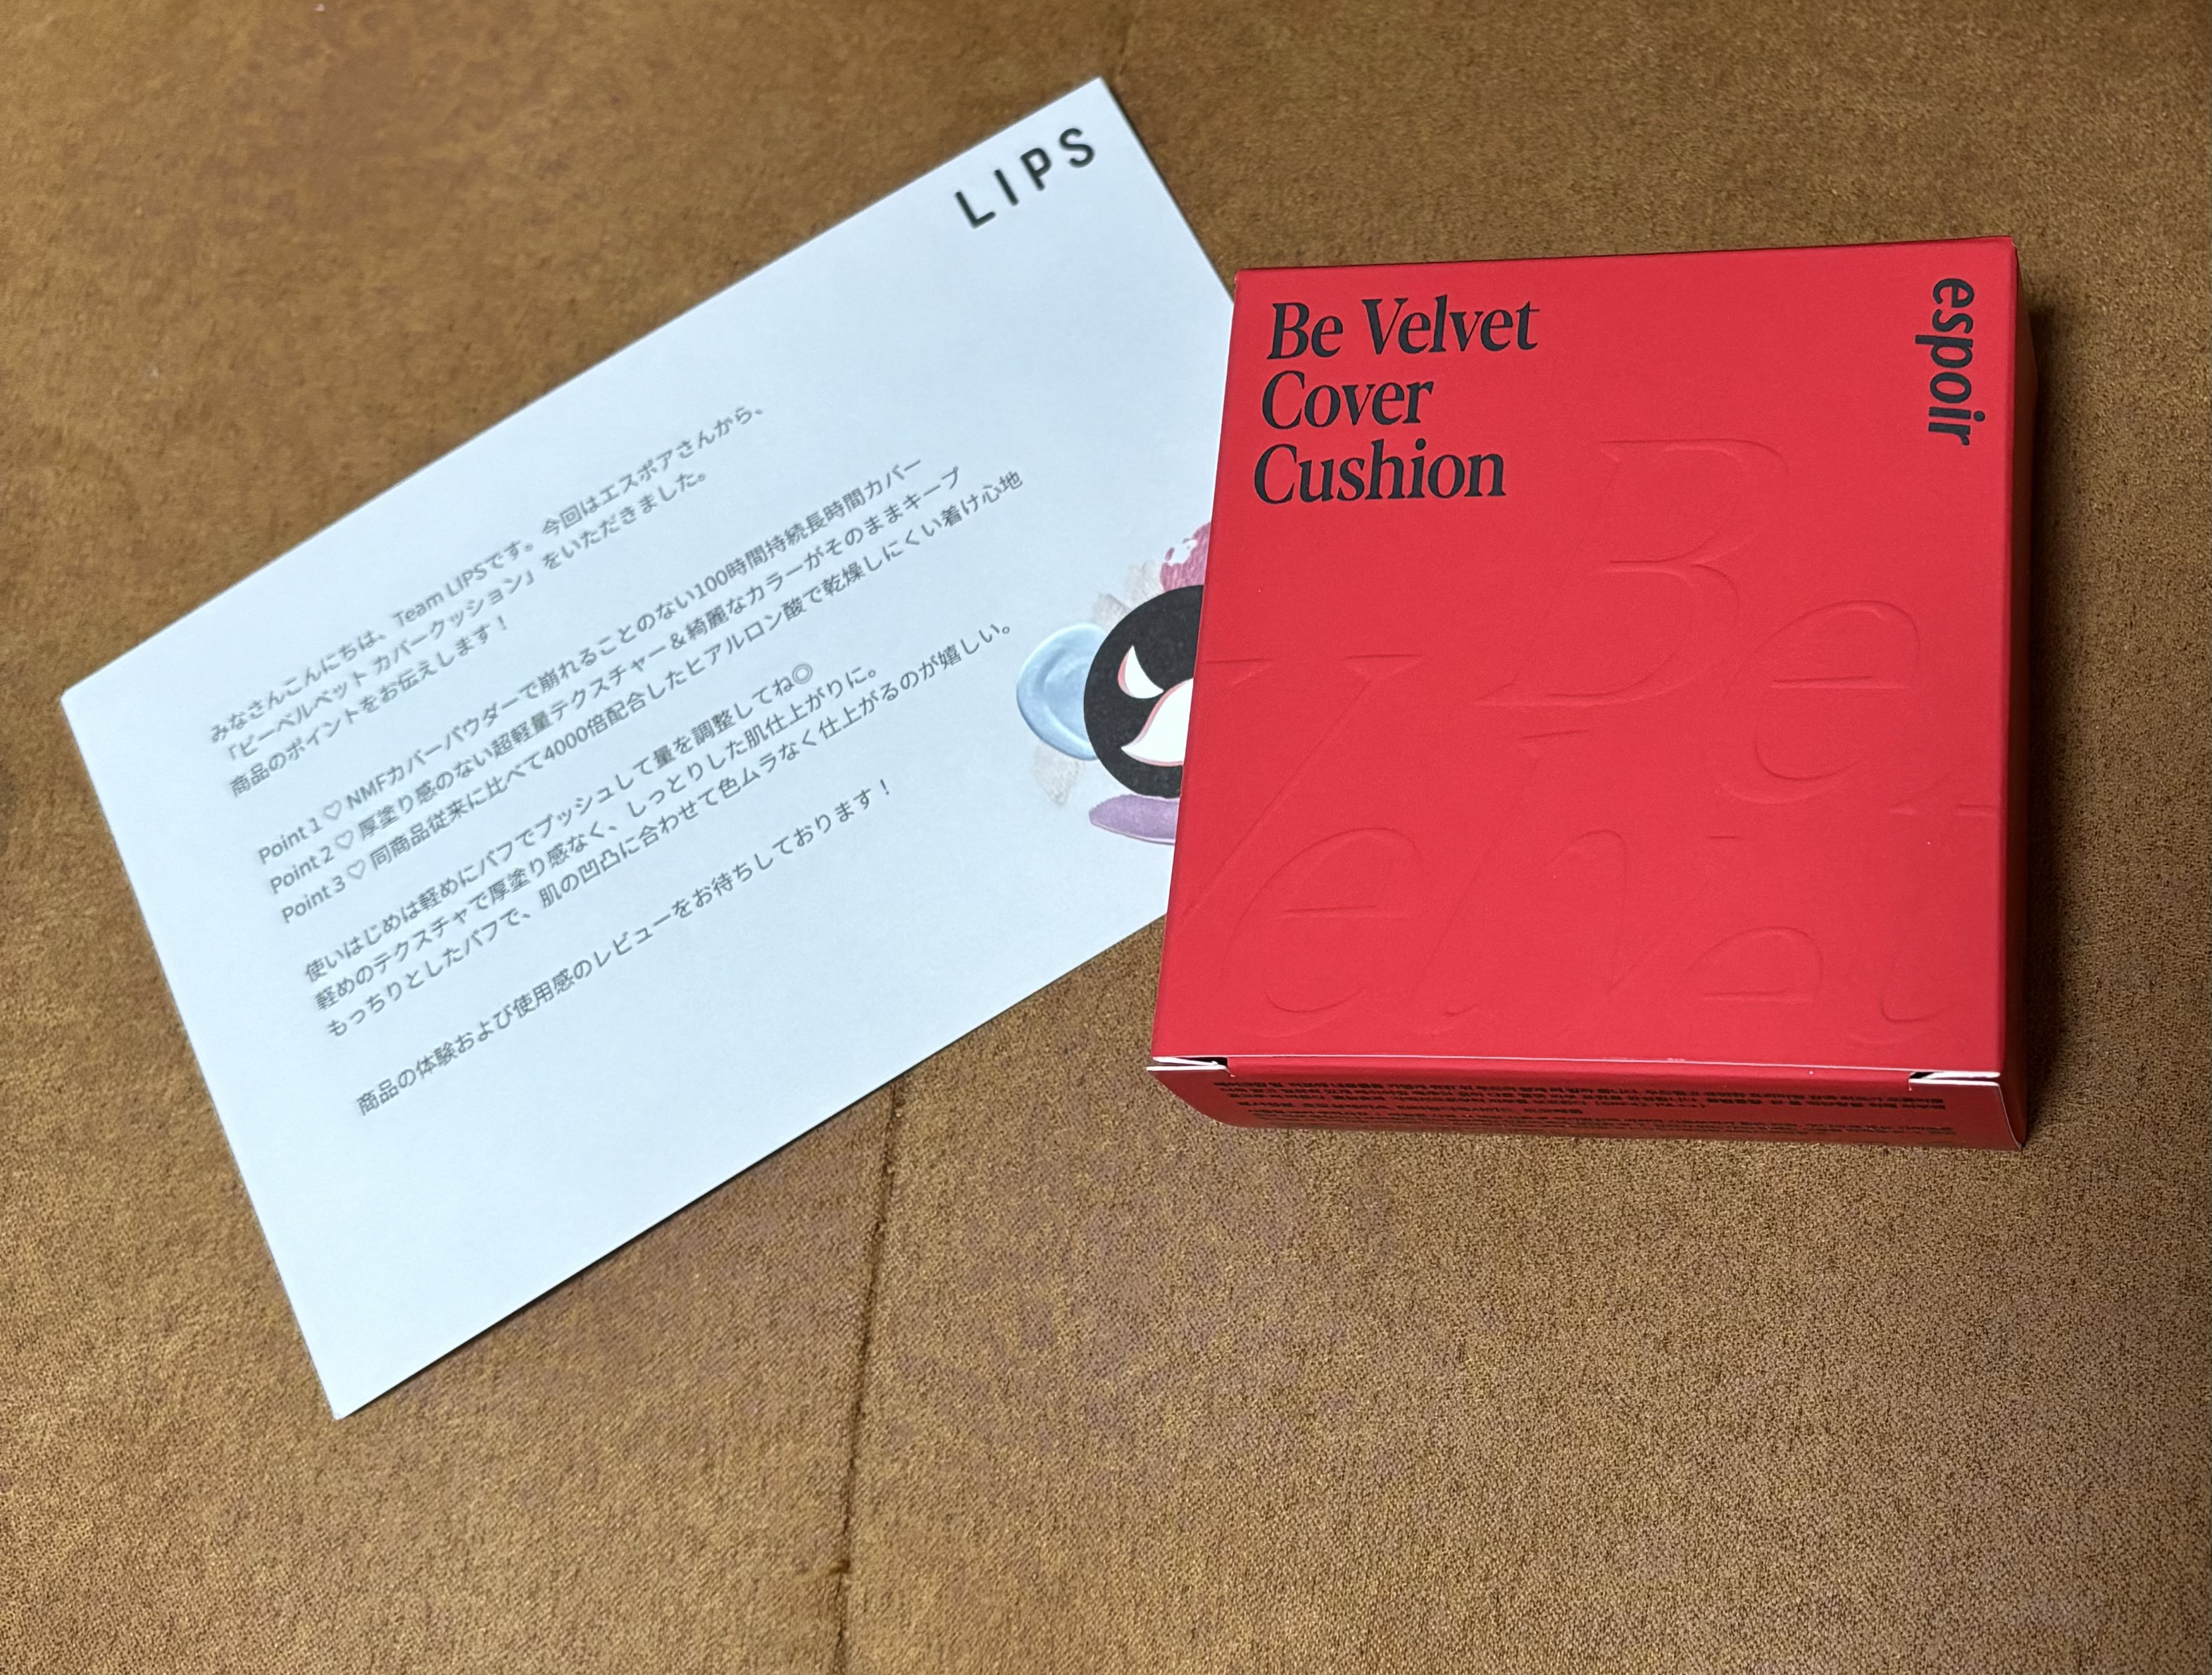 LIPS
みなさんこんにちは、Team LIPSです。今回はエスポアさんから、
「ビーベルベット カバークッション」をいただきました。
商品のポイントをお伝えします！
Point 1 ♡ NMFカバーパウダーで崩れることのない100時間持続長時間カバー
Point 2 ♡ 厚塗り感のない超軽量テクスチャー＆綺麗なカラーがそのままキープ
Point 3 ♡ 同商品従来に比べて4000倍配合したヒアルロン酸で乾燥しにくい着け心地
使いはじめは軽めにパフでプッシュして量を調整してね◎
軽めのテクスチャで厚塗り感なく、しっとりした肌仕上がりに。
もっちりとしたパフで、肌の凹凸に合わせて色ムラなく仕上がるのが嬉しい。
商品の体験および使用感のレビューをお待ちしております！
Be Velvet
Cover
Cushion
espoir
Be
Velvet